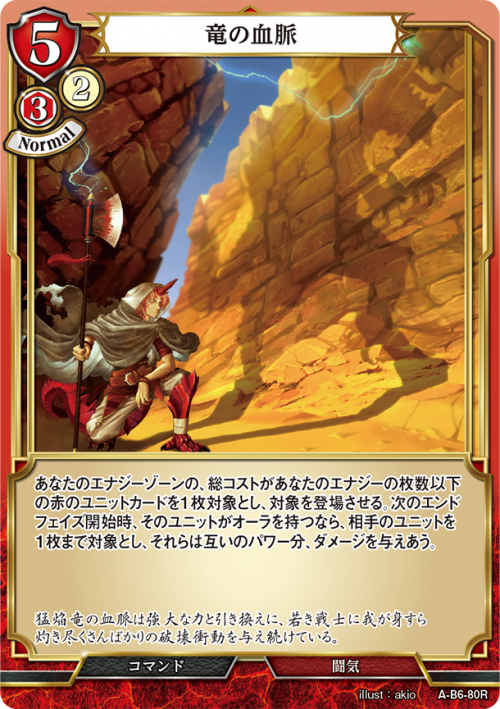 5
竜の血脈
3
2
Normal
あなたのエナジーゾーンの、総コストがあなたのエナジーの枚数以下
の赤のユニットカードを1枚対象とし、対象を登場させる。次のエンド
フェイズ開始時、そのユニットがオーラを持つなら、相手のユニットを
1枚まで対象とし、それらは互いのパワー分、ダメージを与えあう。
猛焔竜の血脈は強大な力と引き換えに、若き戦士に我が身すら
灼き尽くさんばかりの破壊衝動を与え続けている。
コマンド
闘気
illust：akio
A-B6-80R